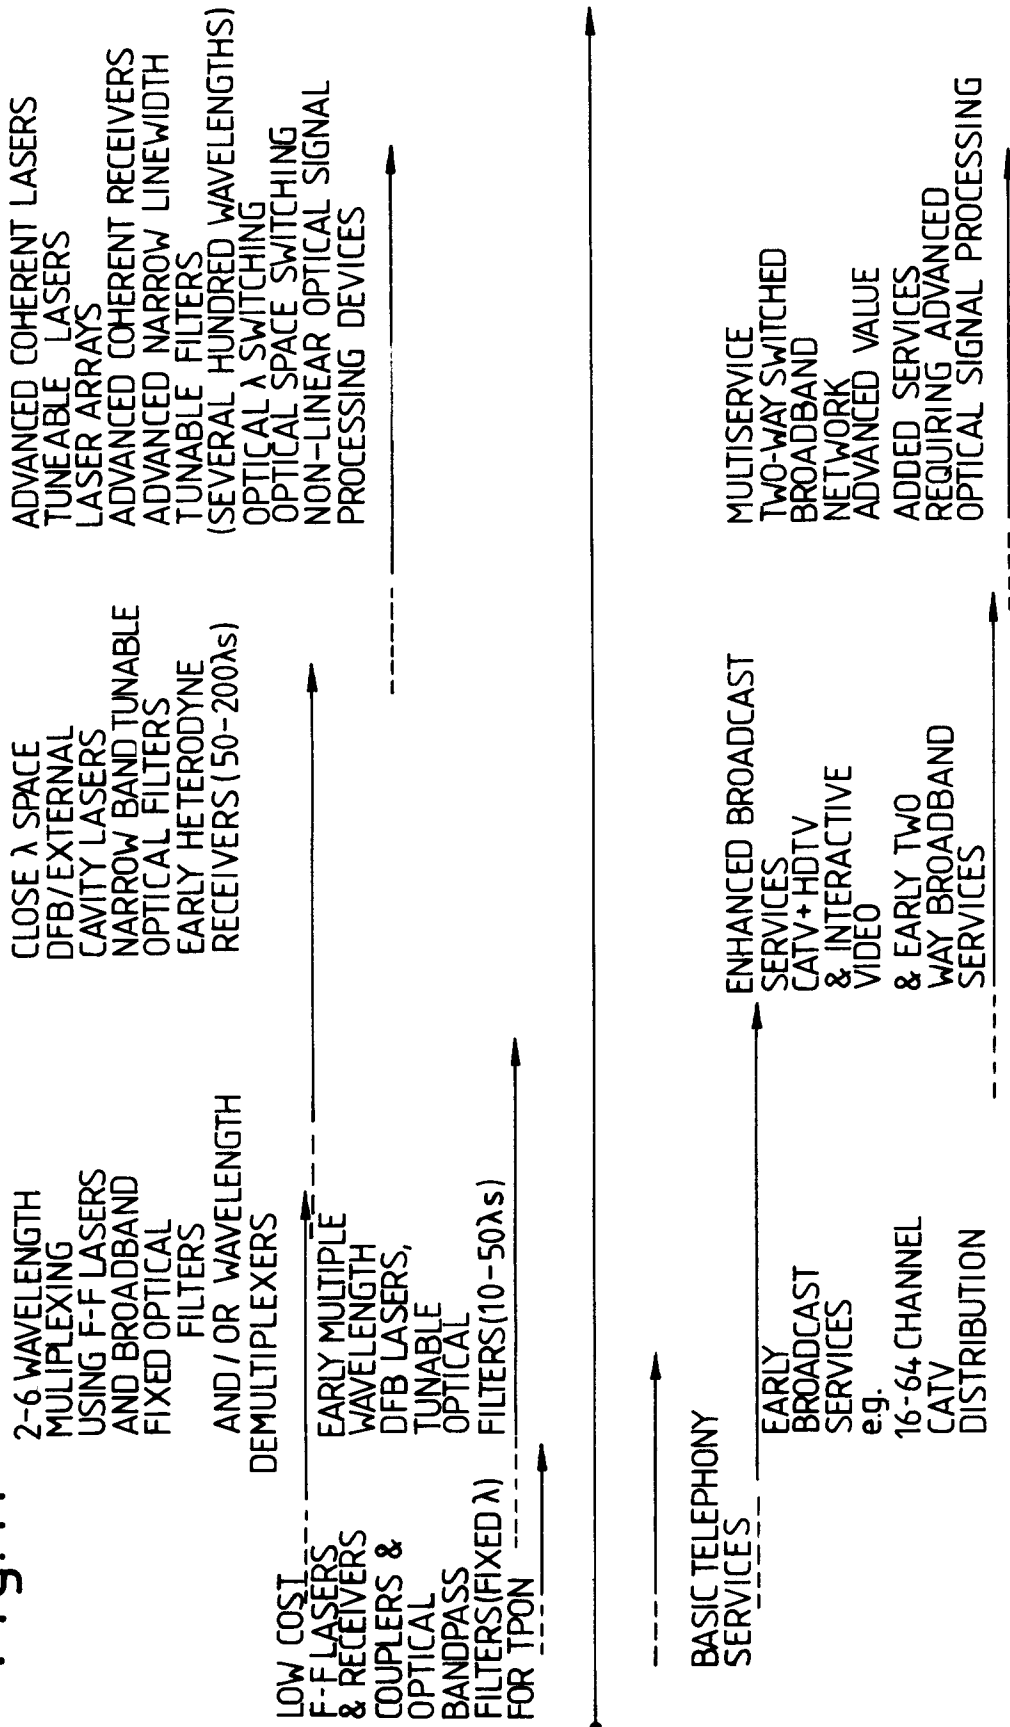 2-6 WAVELENGTH
MULIPLEXING
USING F-F LASERS
AND BROADBAND
FIXED OPTICAL
FILTERS
AND / OR WAVELENGTH
DEMULTIPLEXERS
CLOSE λ SPACE
DFB/EXTERNAL
CAVITY LASERS
NARROW BAND TUNABLE
OPTICAL FILTERS
EARLY HETERODYNE
RECEIVERS (50-200λs)
ADVANCED COHERENT LASERS
TUNEABLE LASERS
LASER ARRAYS
ADVANCED COHERENT RECEIVERS
ADVANCED NARROW LINEWIDTH
TUNABLE FILTERS
(SEVERAL HUNDRED WAVELENGTHS)
OPTICAL λ SWITCHING
OPTICAL SPACE SWITCHING
NON-LINEAR OPTICAL SIGNAL
PROCESSING DEVICES
LOW COST
F-F LASERS
& RECEIVERS
COUPLERS &
OPTICAL
BANDPASS
FILTERS(FIXED λ)
FOR TPON
EARLY MULTIPLE
WAVELENGTH
DFB LASERS,
TUNABLE
OPTICAL
FILTERS(10-50λs)
BASIC TELEPHONY
SERVICES
EARLY
BROADCAST
SERVICES
e.g.
16-64 CHANNEL
CATV
DISTRIBUTION
ENHANCED BROADCAST
SERVICES
CATV+HDTV
& INTERACTIVE
VIDEO
& EARLY TWO
WAY BROADBAND
SERVICES
MULTISERVICE
TWO-WAY SWITCHED
BROADBAND
NETWORK
ADVANCED VALUE
ADDED SERVICES
REQUIRING ADVANCED
OPTICAL SIGNAL PROCESSING